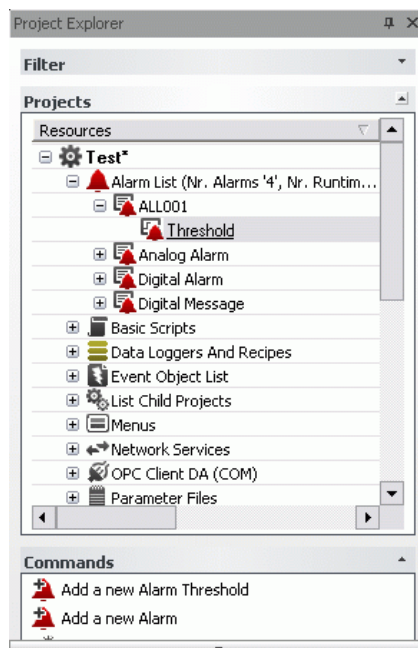 Project Explorer
Filter
Projects
Resources
Test*
Alarm List (Nr. Alarms '4', Nr. Runtim...
ALL001
Threshold
Analog Alarm
Digital Alarm
Digital Message
Basic Scripts
Data Loggers And Recipes
Event Object List
List Child Projects
Menus
Network Services
OPC Client DA (COM)
Parameter Files
Commands
Add a new Alarm Threshold
Add a new Alarm